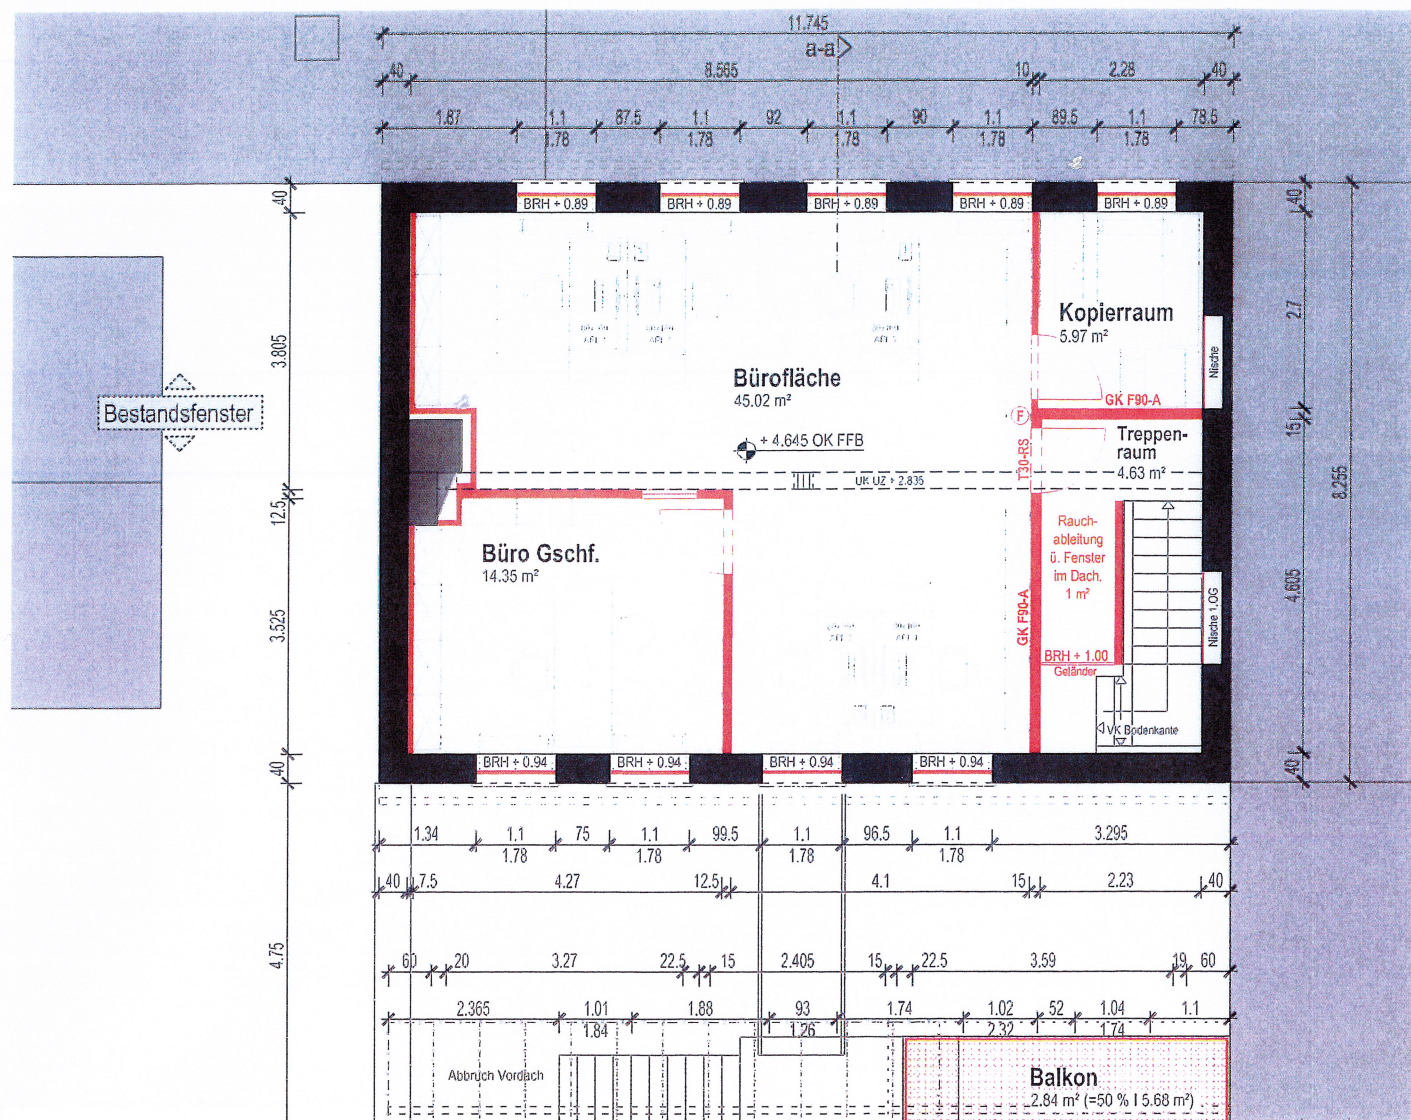 11.745
a-a
40 8.565 10 2.28 40
1.87 1.1 87.5 1.1 92 1.1 90 1.1 89.5 1.1 78.5
1.78 1.78 1.78 1.78 1.78
40
40
BRH + 0.89 BRH + 0.89 BRH + 0.89 BRH + 0.89 BRH + 0.89
Kopierraum
5.97 m²
2.7
3.805
Nische
Bürofläche
45.02 m²
GK F90-A
Bestandsfenster
F
15
Treppen-
raum
4.63 m²
+ 4.645 OK FFB
T30-RS
UK UZ + 2.835
8.255
12.5
Rauch-
ableitung
ü. Fenster
im Dach.
1 m²
Büro Gschf.
14.35 m²
4.605
3.525
GK F90-A
Nische 1.OG
BRH + 1.00
Geländer
VK Bodenkante
40
40
BRH + 0.94 BRH + 0.94 BRH + 0.94 BRH + 0.94
1.34 1.1 75 1.1 99.5 1.1 96.5 1.1 3.295
1.78 1.78 1.78 1.78
40 7.5 4.27 12.5 4.1 15 2.23 40
4.75
60 20 3.27 22.5 15 2.405 15 22.5 3.59 19 60
2.365 1.01 1.88 93 1.74 1.02 52 1.04 1.1
1.84 1.26 2.32 1.74
Abbruch Vordach
Balkon
2.84 m² (=50 % I 5.68 m²)